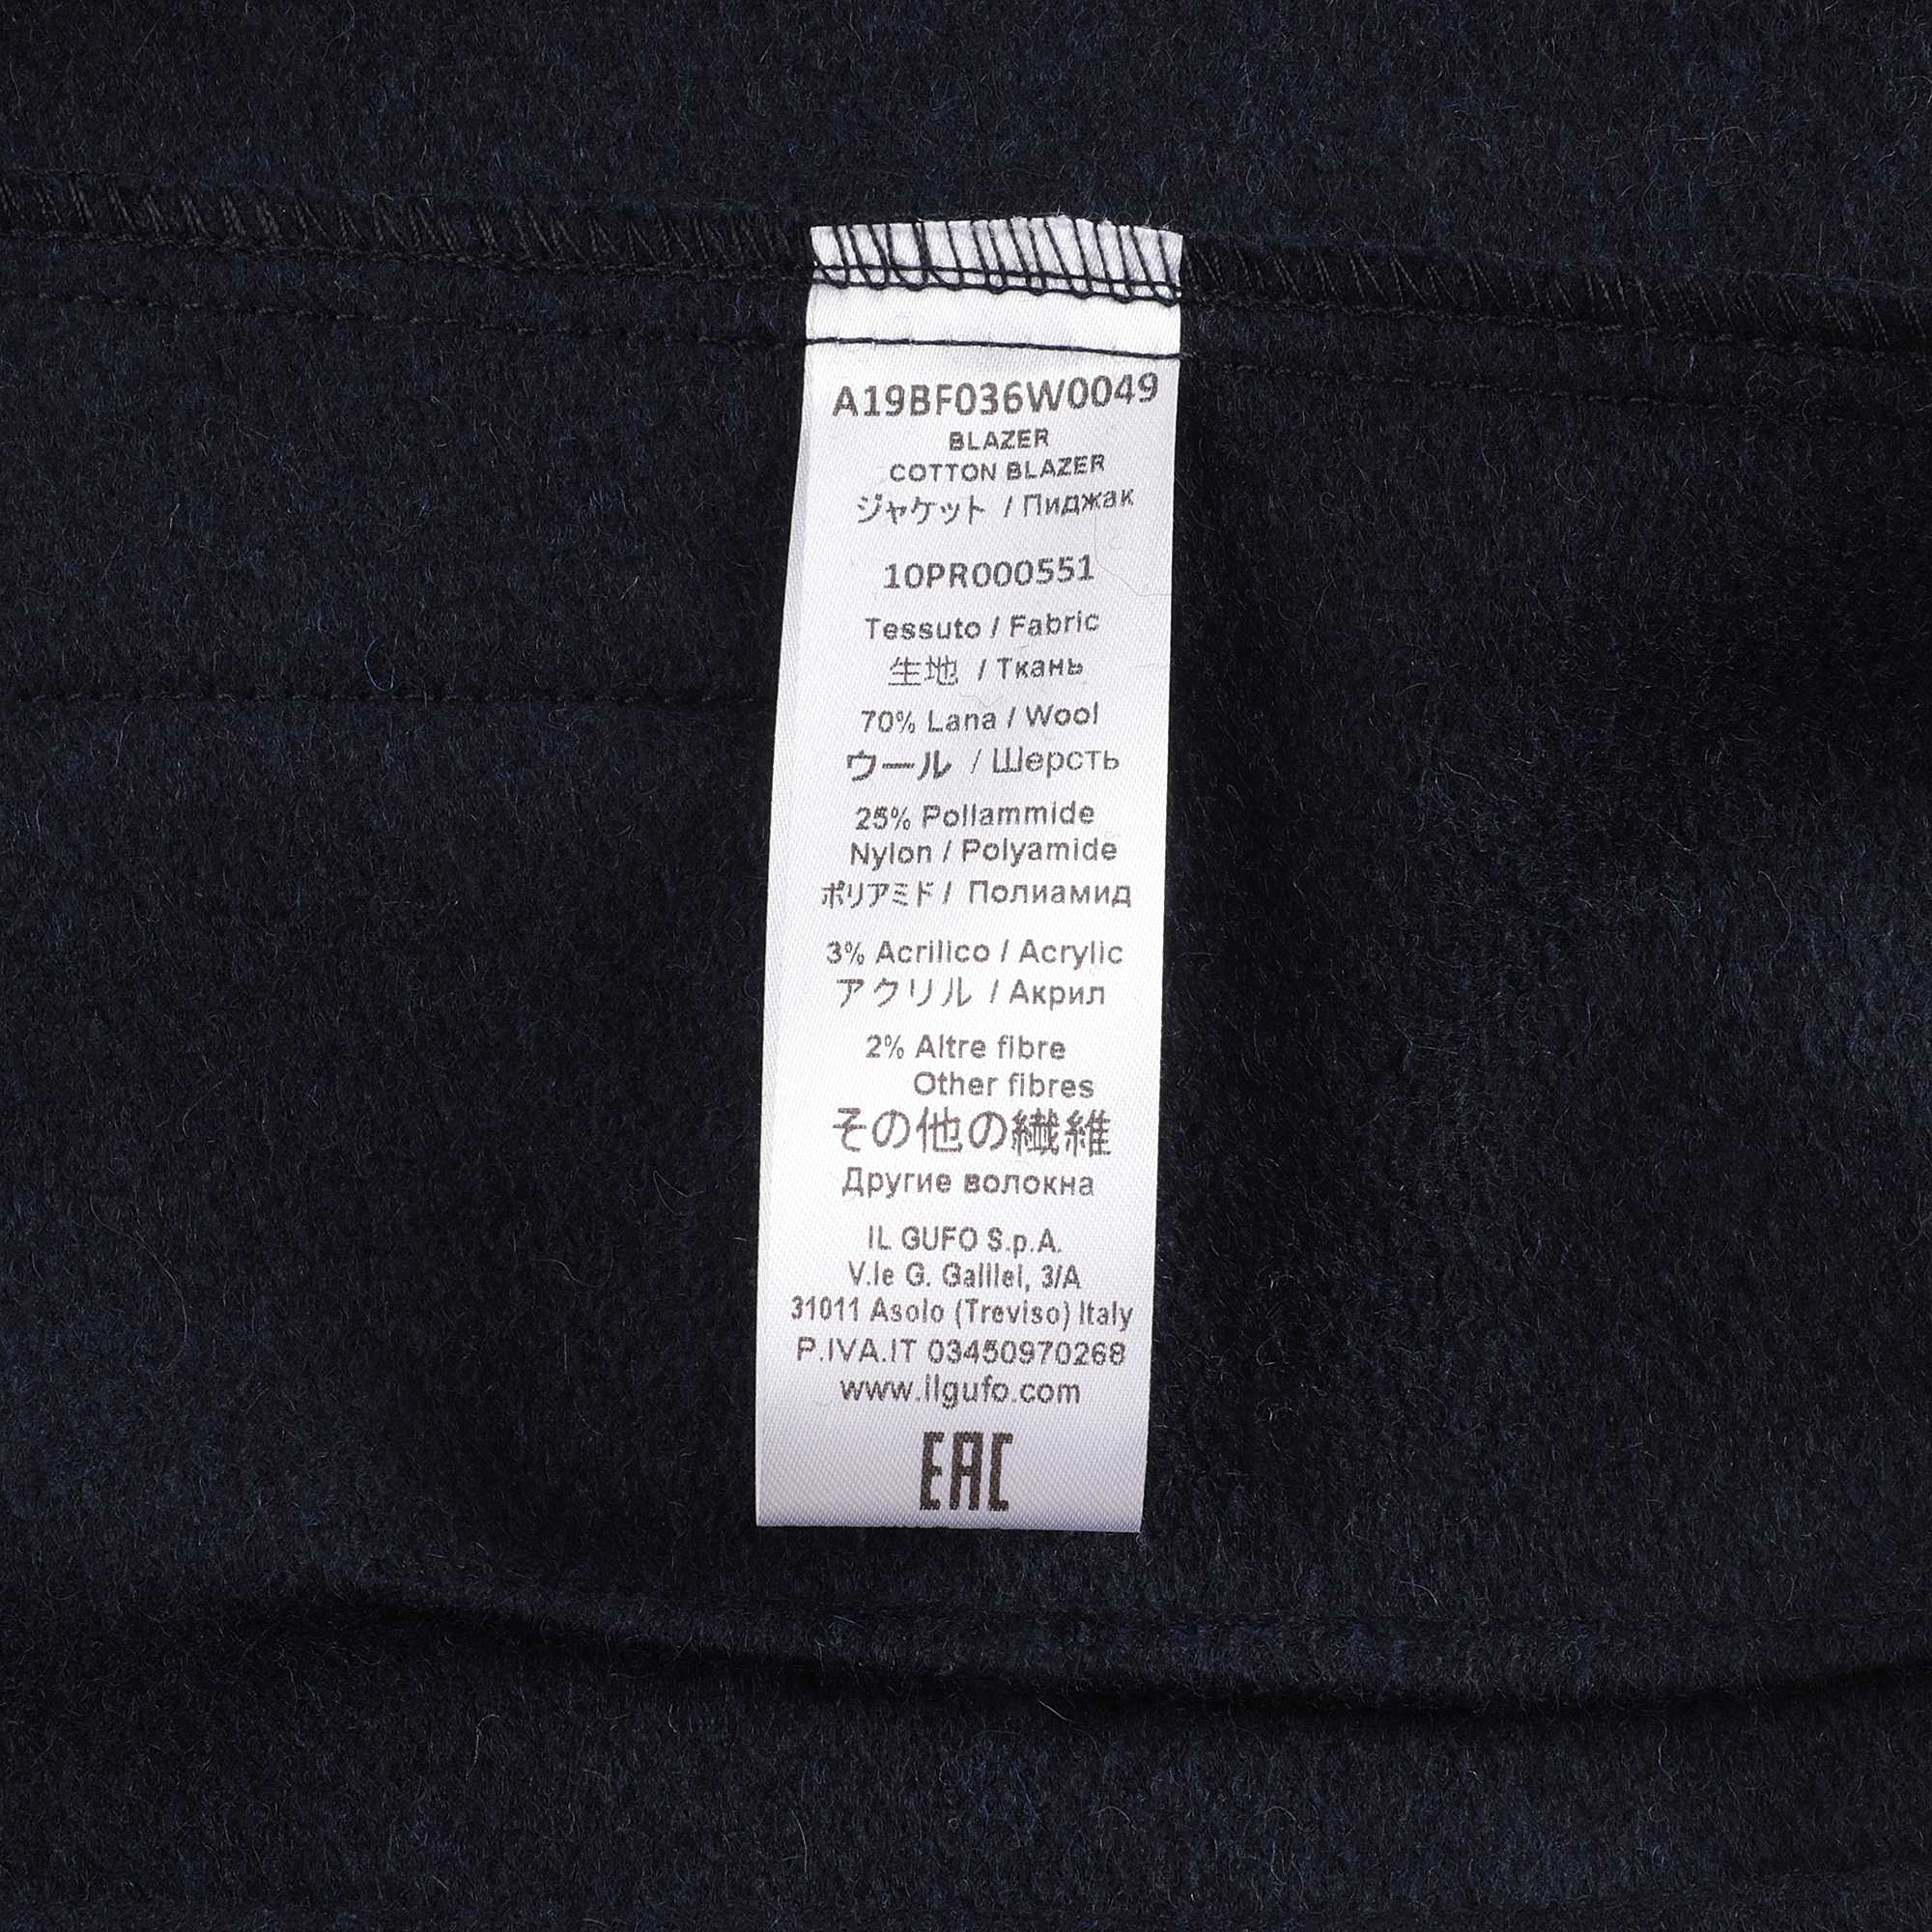 A19BF036W0049
BLAZER
COTTON BLAZER
ジャケット / Пиджак
10PR000551
Tessuto / Fabric
生地 / Ткань
70% Lana / Wool
ウール / Шерсть
25% Poliammide
Nylon / Polyamide
ポリアミド / Полиамид
3% Acrilico / Acrylic
アクリル / Акрил
2% Altre fibre
Other fibres
その他の繊維
Другие волокна
IL GUFO S.p.A.
V.le G. Galilei, 3/A
31011 Asolo (Treviso) Italy
P.IVA.IT 03450970268
www.ilgufo.com
EAC